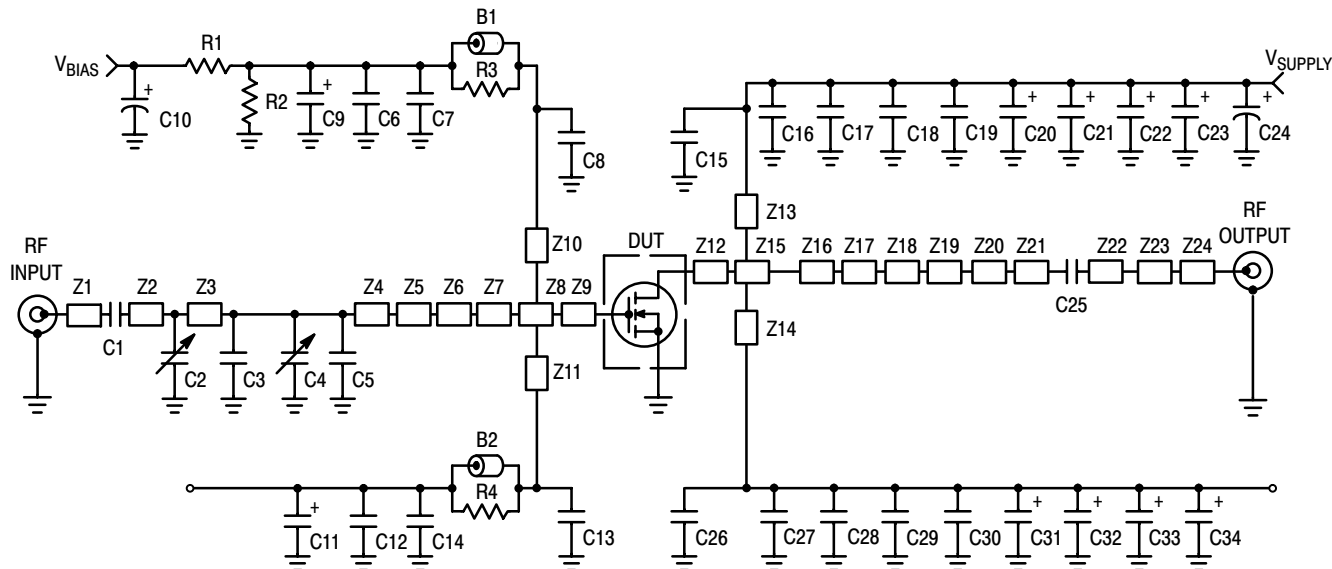 B1
R1
V_BIAS
V_SUPPLY
R3
R2
C10
C9
C6
C7
C8
C15
C16
C17
C18
C19
C20
C21
C22
C23
C24
+
+
+
+
+
+
+
Z10
Z13
RF
INPUT
DUT
RF
OUTPUT
Z1
Z2
Z3
Z4
Z5
Z6
Z7
Z8
Z9
Z12
Z15
Z16
Z17
Z18
Z19
Z20
Z21
Z22
Z23
Z24
C1
C25
C2
C3
C4
C5
Z11
Z14
B2
R4
+
+
+
+
+
C11
C12
C14
C13
C26
C27
C28
C29
C30
C31
C32
C33
C34